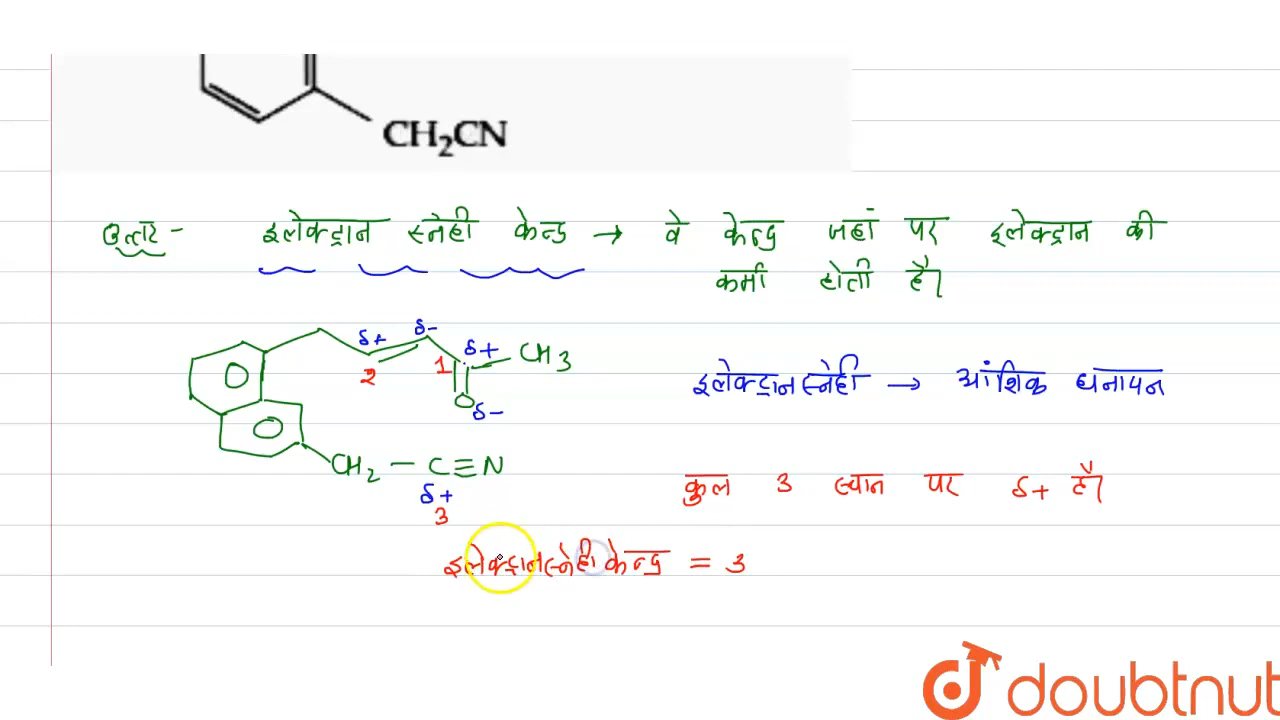 CH₂CN
उत्तर - इलेक्ट्रान स्नेही केन्द्र → वे केन्द्र जहां पर इलेक्ट्रान की
कमी होती है।
δ+ δ-
2 1 δ+ CH3
O δ-
इलेक्ट्रानस्नेही → आंशिक धनायन
CH₂ — C≡N
δ+
3
कुल 3 स्थान पर δ+ है।
इलेक्ट्रानस्नेही केन्द्र = 3
doubtnut